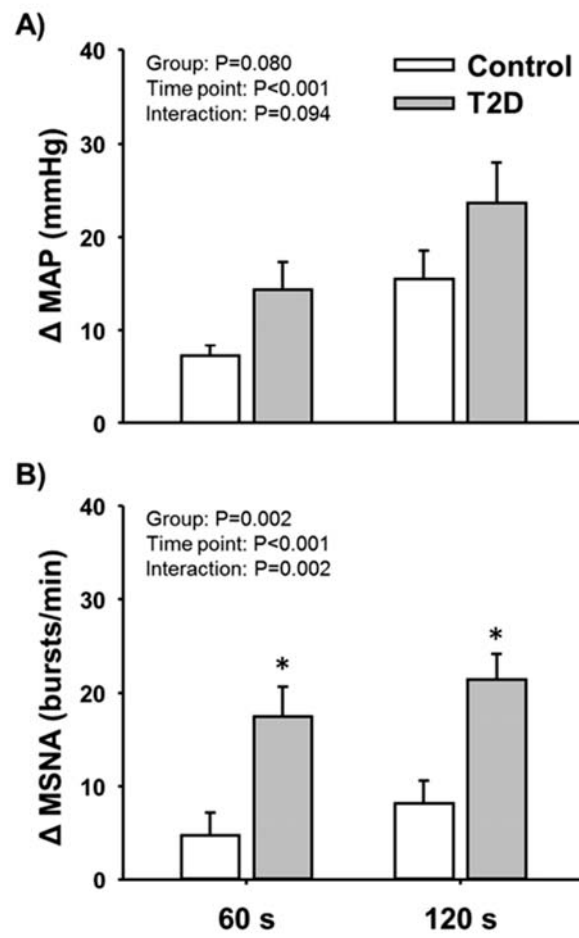 A)
Group: P=0.080
Time point: P<0.001
Interaction: P=0.094
Control
T2D
Δ MAP (mmHg)
40
30
20
10
0
B)
Group: P=0.002
Time point: P<0.001
Interaction: P=0.002
Δ MSNA (bursts/min)
40
30
20
10
0
*
*
60 s
120 s